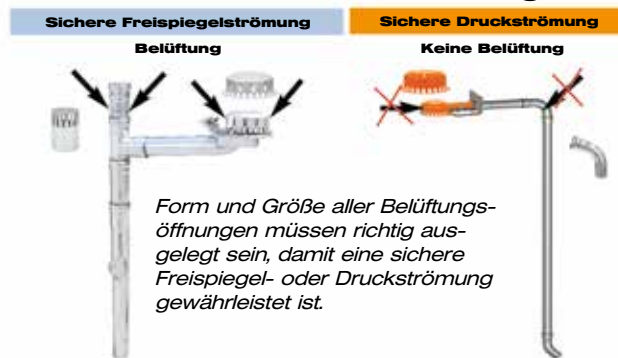 Sichere Freispiegelströmung
Belüftung
Sichere Druckströmung
Keine Belüftung
Form und Größe aller Belüftungs-
öffnungen müssen richtig aus-
gelegt sein, damit eine sichere
Freispiegel- oder Druckströmung
gewährleistet ist.